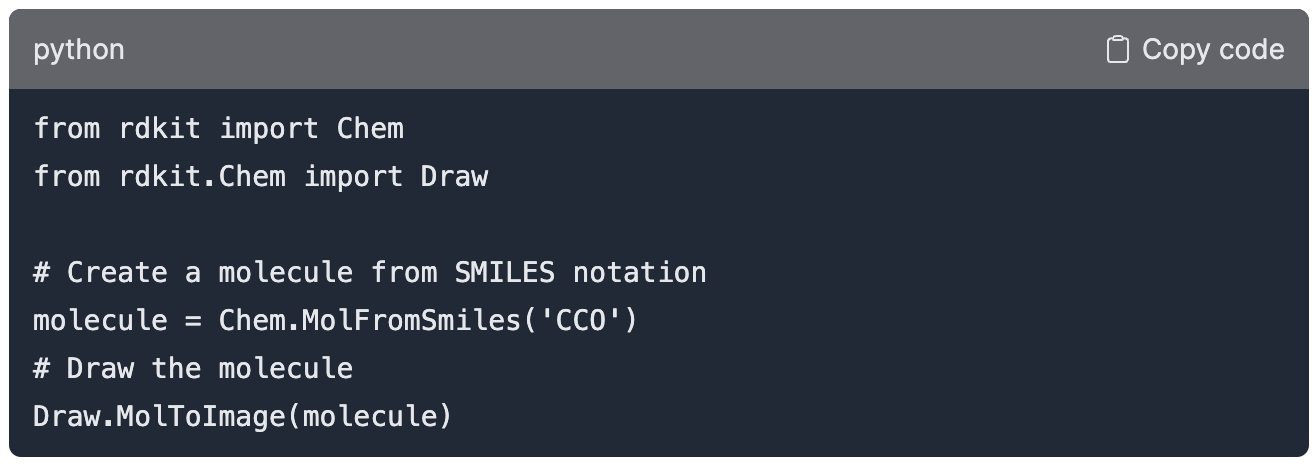 python
Copy code
from rdkit import Chem
from rdkit.Chem import Draw
# Create a molecule from SMILES notation
molecule = Chem.MolFromSmiles('CCO')
# Draw the molecule
Draw.MolToImage(molecule)